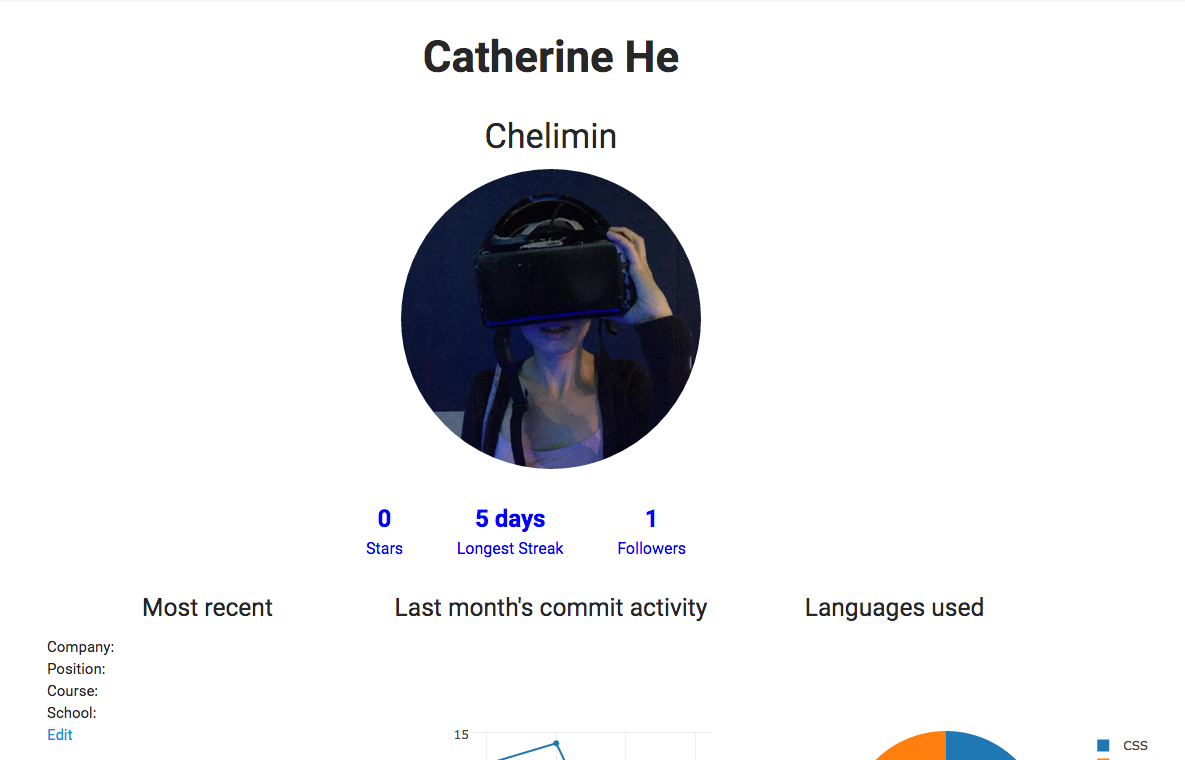 Catherine He
Chelimin
0 5 days 1
Stars Longest Streak Followers
Most recent Last month's commit activity Languages used
Company:
Position:
Course:
School:
Edit
15
CSS